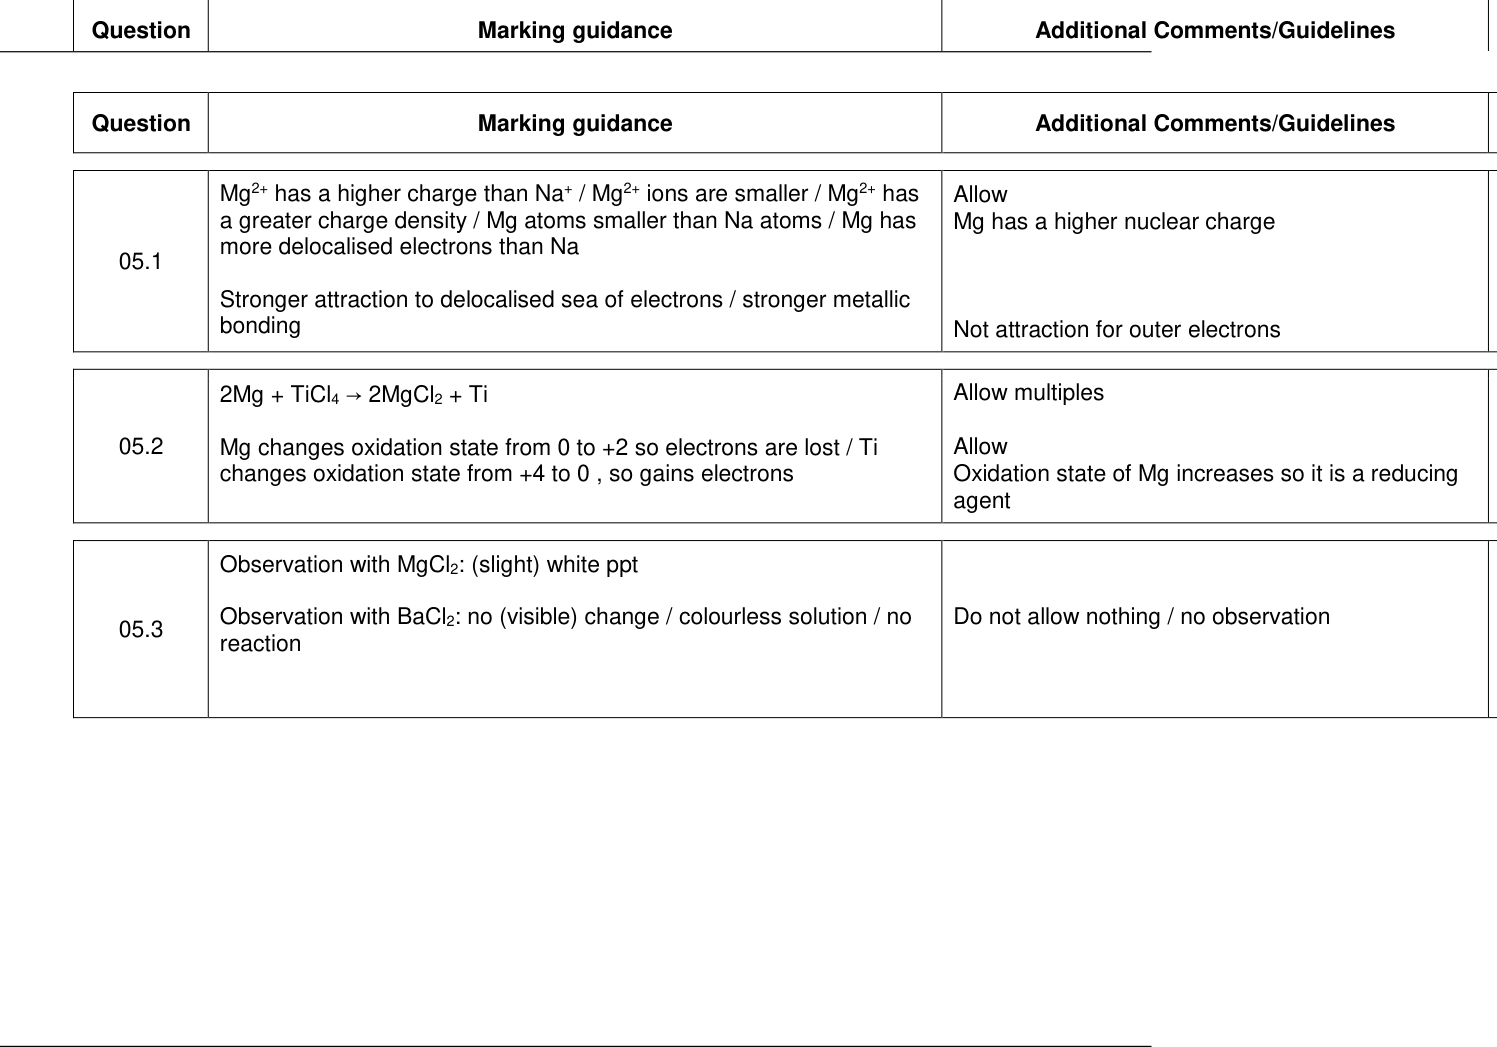 Question Marking guidance Additional Comments/Guidelines
Question Marking guidance Additional Comments/Guidelines
05.1
Mg²⁺ has a higher charge than Na⁺ / Mg²⁺ ions are smaller / Mg²⁺ has
a greater charge density / Mg atoms smaller than Na atoms / Mg has
more delocalised electrons than Na
Stronger attraction to delocalised sea of electrons / stronger metallic
bonding
Allow
Mg has a higher nuclear charge
Not attraction for outer electrons
05.2
2Mg + TiCl₄ → 2MgCl₂ + Ti
Mg changes oxidation state from 0 to +2 so electrons are lost / Ti
changes oxidation state from +4 to 0 , so gains electrons
Allow multiples
Allow
Oxidation state of Mg increases so it is a reducing
agent
05.3
Observation with MgCl₂: (slight) white ppt
Observation with BaCl₂: no (visible) change / colourless solution / no
reaction
Do not allow nothing / no observation